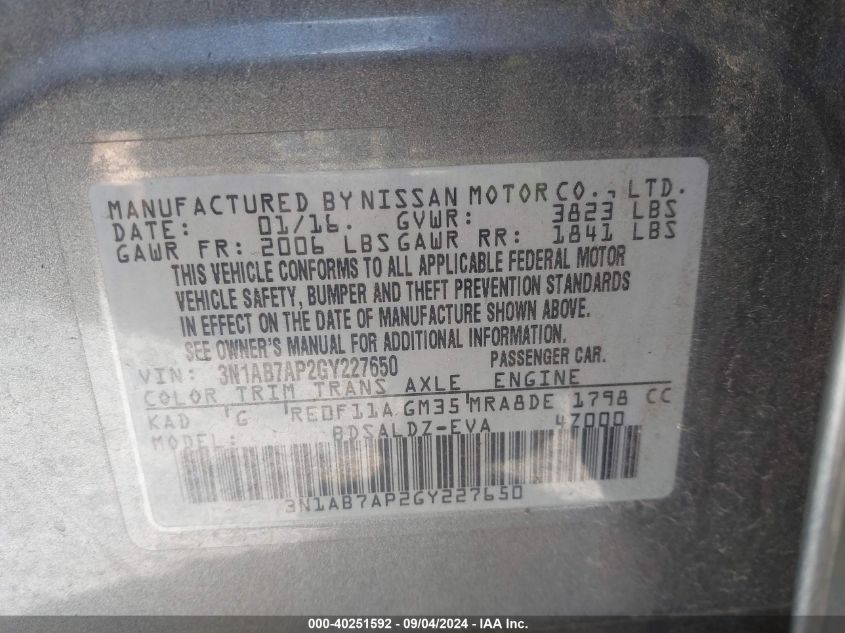 MANUFACTURED BY NISSAN MOTOR CO., LTD.
DATE: 01/16. GVWR: 3823 LBS
GAWR FR: 2006 LBS GAWR RR: 1841 LBS
THIS VEHICLE CONFORMS TO ALL APPLICABLE FEDERAL MOTOR
VEHICLE SAFETY, BUMPER AND THEFT PREVENTION STANDARDS
IN EFFECT ON THE DATE OF MANUFACTURE SHOWN ABOVE.
SEE OWNER'S MANUAL FOR ADDITIONAL INFORMATION.
VIN: 3N1AB7AP2GY227650 PASSENGER CAR.
COLOR TRIM TRANS AXLE ENGINE
KAD G RE0F11A GM35 MRA8DE 1798 CC
MODEL: BDSALDZ-EVA 47000
3N1AB7AP2GY227650
000-40251592 - 09/04/2024 - IAA Inc.